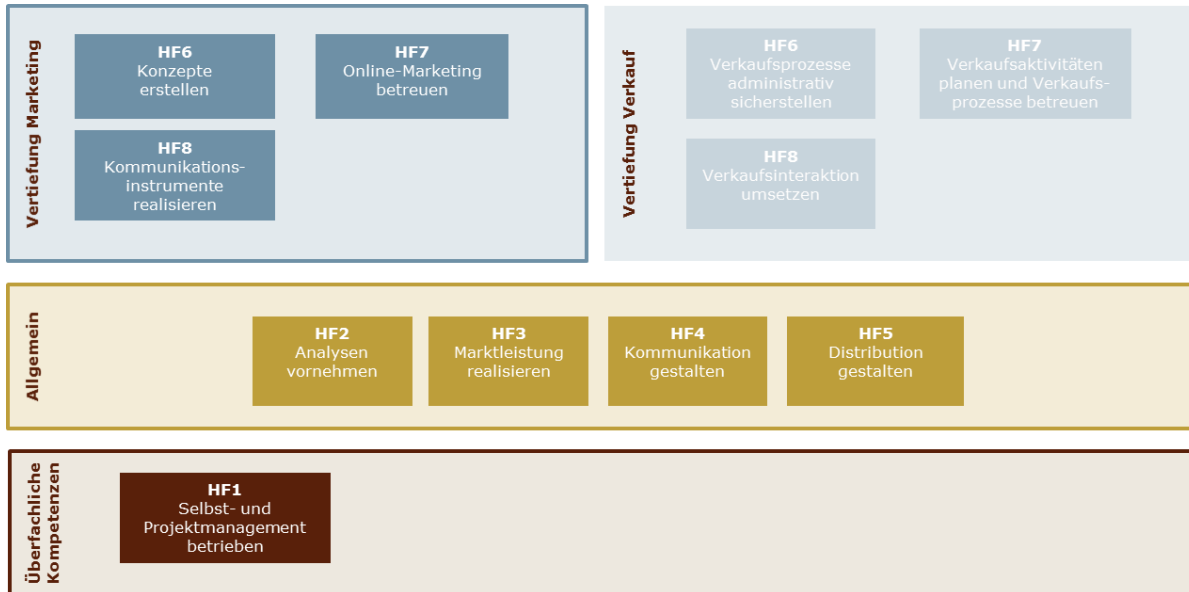 Vertiefung Marketing
HF6
Konzepte
erstellen
HF7
Online-Marketing
betreuen
HF8
Kommunikations-
instrumente
realisieren
Vertiefung Verkauf
HF6
Verkaufsprozesse
administrativ
sicherstellen
HF7
Verkaufsaktivitäten
planen und Verkaufs-
prozesse betreuen
HF8
Verkaufsinteraktion
umsetzen
Allgemein
HF2
Analysen
vornehmen
HF3
Marktleistung
realisieren
HF4
Kommunikation
gestalten
HF5
Distribution
gestalten
Überfachliche
Kompetenzen
HF1
Selbst- und
Projektmanagement
betrieben